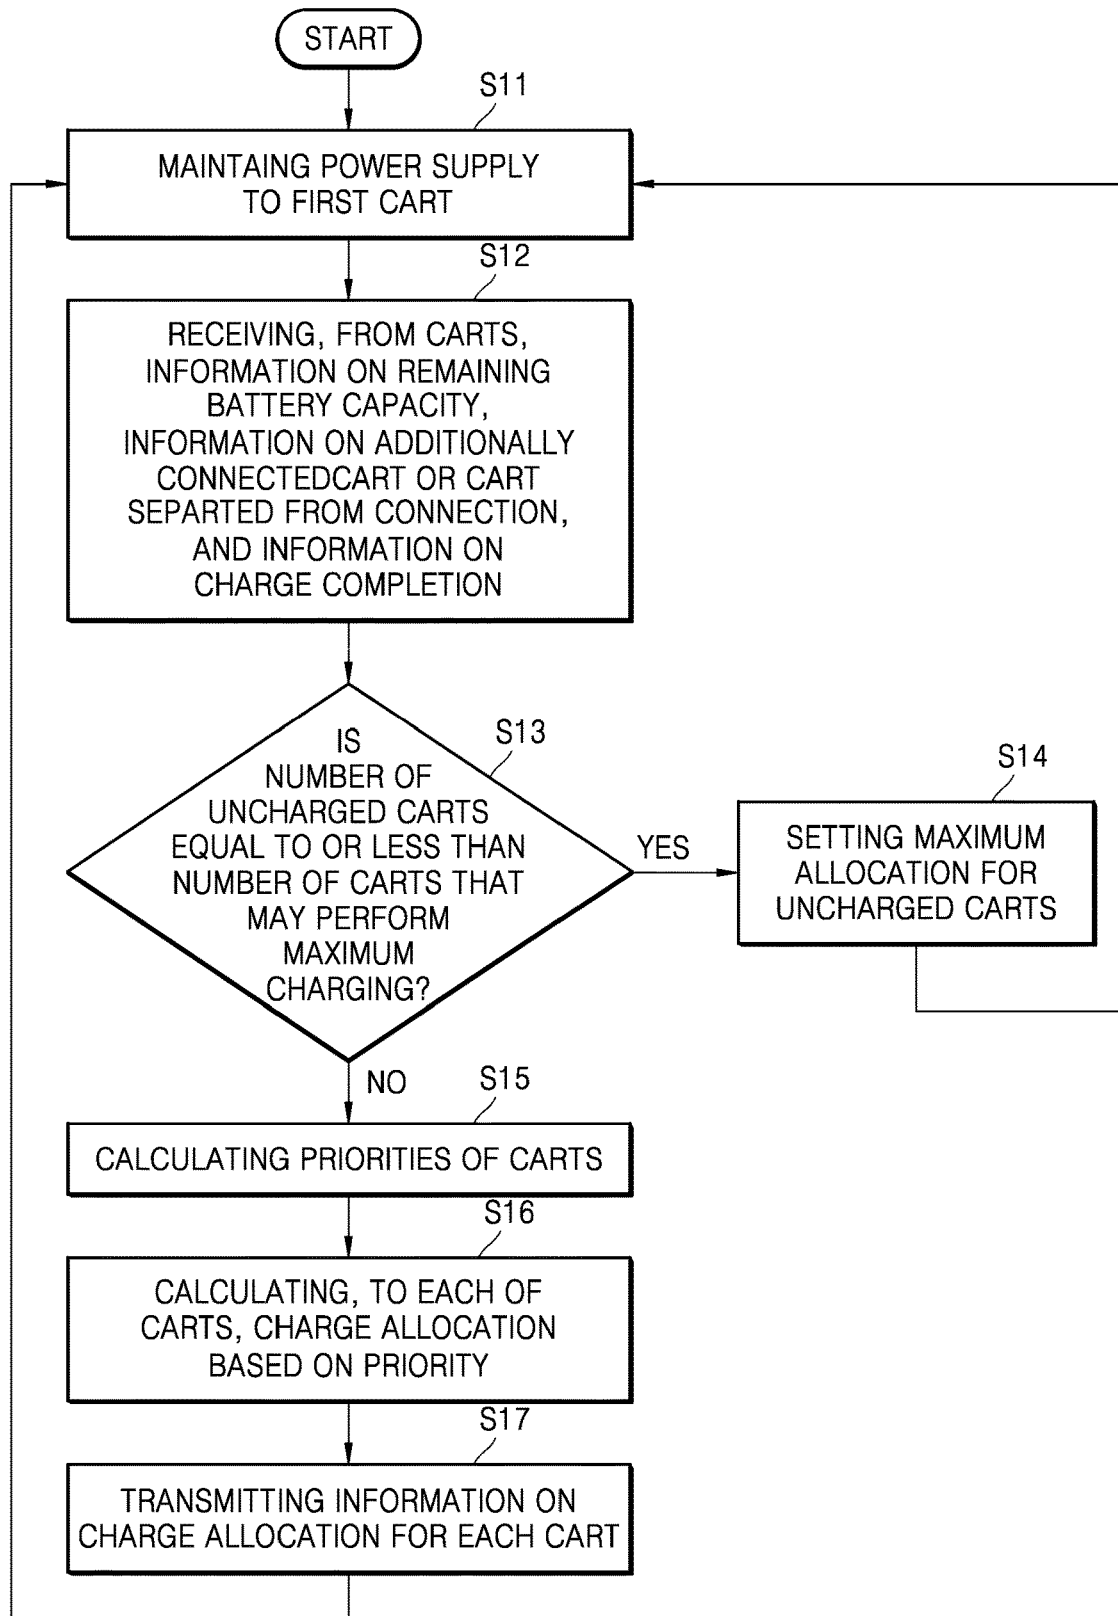 START
S11
MAINTAING POWER SUPPLY
TO FIRST CART
S12
RECEIVING, FROM CARTS,
INFORMATION ON REMAINING
BATTERY CAPACITY,
INFORMATION ON ADDITIONALLY
CONNECTEDCART OR CART
SEPARTED FROM CONNECTION,
AND INFORMATION ON
CHARGE COMPLETION
S13
IS
NUMBER OF
UNCHARGED CARTS
EQUAL TO OR LESS THAN
NUMBER OF CARTS THAT
MAY PERFORM
MAXIMUM
CHARGING?
YES
S14
SETTING MAXIMUM
ALLOCATION FOR
UNCHARGED CARTS
NO
S15
CALCULATING PRIORITIES OF CARTS
S16
CALCULATING, TO EACH OF
CARTS, CHARGE ALLOCATION
BASED ON PRIORITY
S17
TRANSMITTING INFORMATION ON
CHARGE ALLOCATION FOR EACH CART